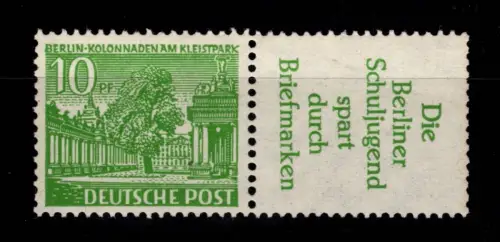 BERLIN-KOLONNADEN AM KLEISTPARK
10 PF
DEUTSCHE POST
Die
Berliner
Schuljugend
spart
durch
Briefmarken